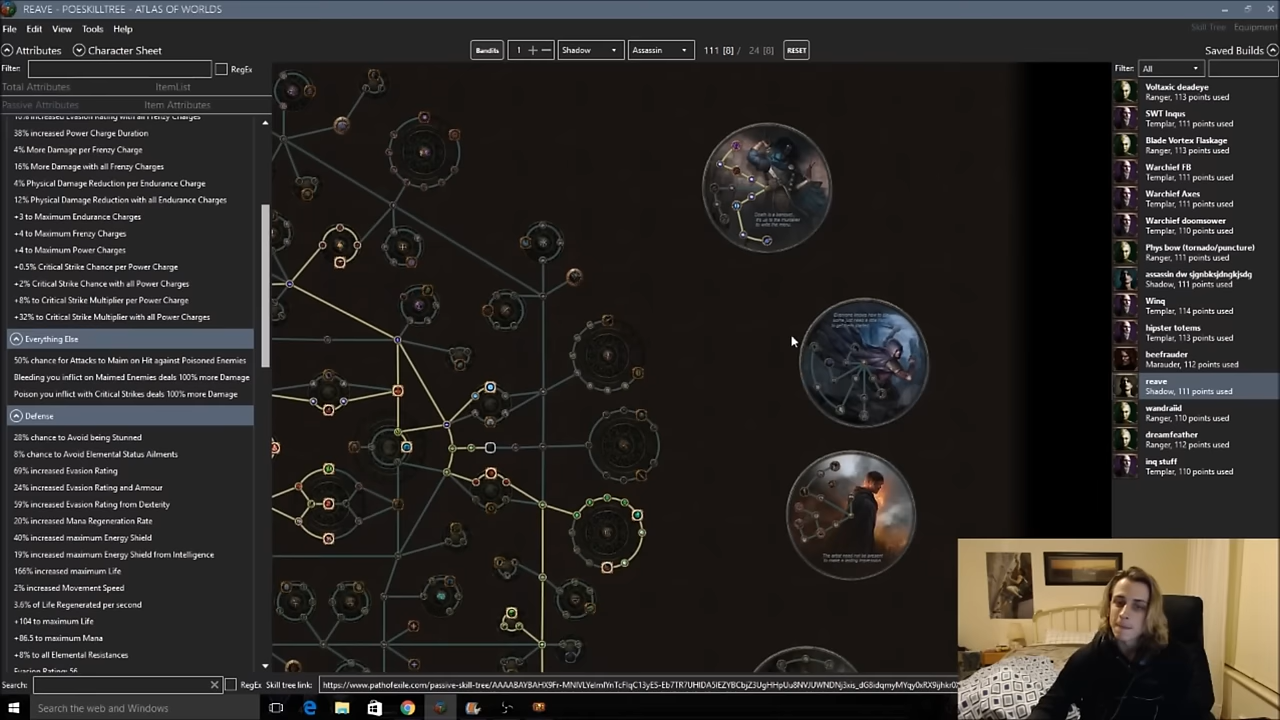 REAVE - POESKILLTREE - ATLAS OF WORLDS
File Edit View Tools Help
Skill Tree Equipment
Attributes Character Sheet
Bandits 1 Shadow Assassin 111 [8] / 24 [8] RESET
Saved Builds
Filter: RegEx
Filter: All
Total Attributes ItemList
Passive Attributes Item Attributes
38% increased Power Charge Duration
4% More Damage per Frenzy Charge
16% More Damage with all Frenzy Charges
4% Physical Damage Reduction per Endurance Charge
12% Physical Damage Reduction with all Endurance Charges
+3 to Maximum Endurance Charges
+4 to Maximum Frenzy Charges
+4 to Maximum Power Charges
+0.5% Critical Strike Chance per Power Charge
+2% Critical Strike Chance with all Power Charges
+8% to Critical Strike Multiplier per Power Charge
+32% to Critical Strike Multiplier with all Power Charges
Everything Else
50% chance for Attacks to Maim on Hit against Poisoned Enemies
Bleeding you inflict on Maimed Enemies deals 100% more Damage
Poison you inflict with Critical Strikes deals 100% more Damage
Defense
28% chance to Avoid being Stunned
8% chance to Avoid Elemental Status Ailments
69% increased Evasion Rating
24% increased Evasion Rating and Armour
59% increased Evasion Rating from Dexterity
20% increased Mana Regeneration Rate
40% increased maximum Energy Shield
19% increased maximum Energy Shield from Intelligence
166% increased maximum Life
2% increased Movement Speed
3.6% of Life Regenerated per second
+104 to maximum Life
+86.5 to maximum Mana
+8% to all Elemental Resistances
Evasion Rating: 56
Voltaxic deadeye
Ranger, 113 points used
SWT Inqus
Templar, 111 points used
Blade Vortex Flaskage
Ranger, 113 points used
Warchief FB
Templar, 111 points used
Warchief Axes
Templar, 111 points used
Warchief doomsower
Templar, 111 points used
Phys bow (tornado/puncture)
Ranger, 111 points used
assassin dw sjgnbksjdngkjsdg
Shadow, 111 points used
Winq
Templar, 114 points used
hipster totems
Templar, 113 points used
beefrauder
Marauder, 112 points used
reave
Shadow, 111 points used
wandraiid
Ranger, 110 points used
dreamfeather
Ranger, 112 points used
inq stuff
Templar, 110 points used
Search: RegEx Skill tree link:
Search the web and Windows